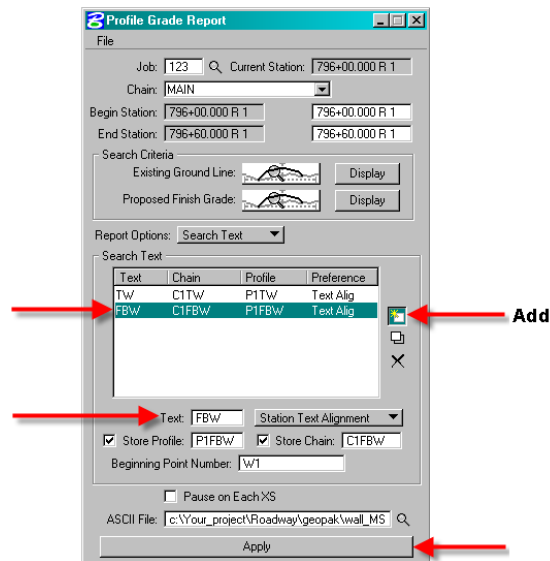 Profile Grade Report
File
Job: 123 Current Station: 796+00.000 R 1
Chain: MAIN
Begin Station: 796+00.000 R 1 796+00.000 R 1
End Station: 796+60.000 R 1 796+60.000 R 1
Search Criteria
Existing Ground Line: Display
Proposed Finish Grade: Display
Report Options: Search Text
Search Text
Text Chain Profile Preference
TW C1TW P1TW Text Alig
FBW C1FBW P1FBW Text Alig
Add
Text: FBW Station Text Alignment
Store Profile: P1FBW Store Chain: C1FBW
Beginning Point Number: W1
Pause on Each XS
ASCII File: c:\Your_project\Roadway\geopak\wall_MS
Apply